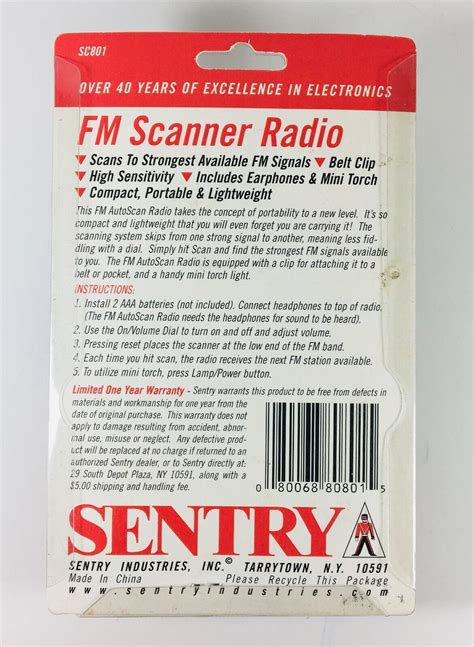 SC801
OVER 40 YEARS OF EXCELLENCE IN ELECTRONICS
FM Scanner Radio
▼ Scans To Strongest Available FM Signals ▼ Belt Clip
▼ High Sensitivity ▼ Includes Earphones & Mini Torch
▼ Compact, Portable & Lightweight
This FM AutoScan Radio takes the concept of portability to a new level. It's so
compact and lightweight that you will even forget you are carrying it! The
scanning system skips from one strong signal to another, meaning less fid-
dling with a dial. Simply hit Scan and find the strongest FM signals available
to you. The FM AutoScan Radio is equipped with a clip for attaching it to a
belt or pocket, and a handy mini torch light.
INSTRUCTIONS:
1. Install 2 AAA batteries (not included). Connect headphones to top of radio.
(The FM AutoScan Radio needs the headphones for sound to be heard).
2. Use the On/Volume Dial to turn on and off and adjust volume.
3. Pressing reset places the scanner at the low end of the FM band.
4. Each time you hit scan, the radio receives the next FM station available.
5. To utilize mini torch, press Lamp/Power button.
Limited One Year Warranty - Sentry warrants this product to be free from defects in
materials and workmanship for one year from the
date of original purchase. This warranty does not
apply to damage resulting from accident, abnor-
mal use, misuse or neglect. Any defective prod-
uct will be replaced at no charge if returned to an
authorized Sentry dealer, or to Sentry directly at:
29 South Depot Plaza, NY 10591, along with a
$5.00 shipping and handling fee.
0 80068 80801 5
SENTRY
SENTRY INDUSTRIES, INC.© TARRYTOWN, N.Y. 10591
Made In China Please Recycle This Package
www.sentryindustries.com